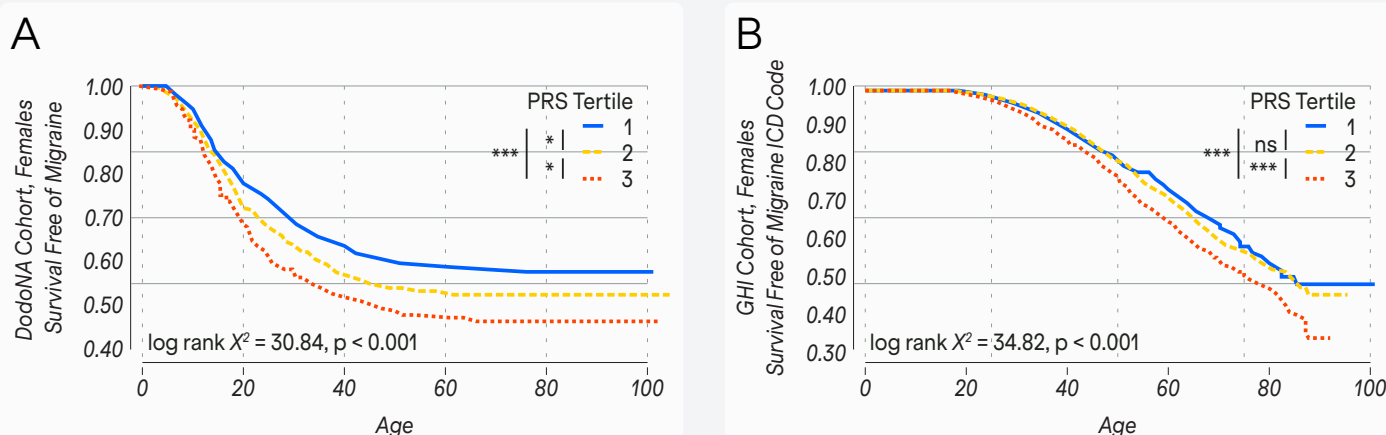 A
DodoNA Cohort, Females
Survival Free of Migraine
1.00
0.90
0.80
0.70
0.60
0.50
0.40
PRS Tertile
1
2
3
***
*
*
log rank X² = 30.84, p < 0.001
0 20 40 60 80 100
Age
B
GHI Cohort, Females
Survival Free of Migraine ICD Code
1.00
0.90
0.80
0.70
0.60
0.50
0.40
0.30
PRS Tertile
1
2
3
***
ns
***
log rank X² = 34.82, p < 0.001
0 20 40 60 80 100
Age